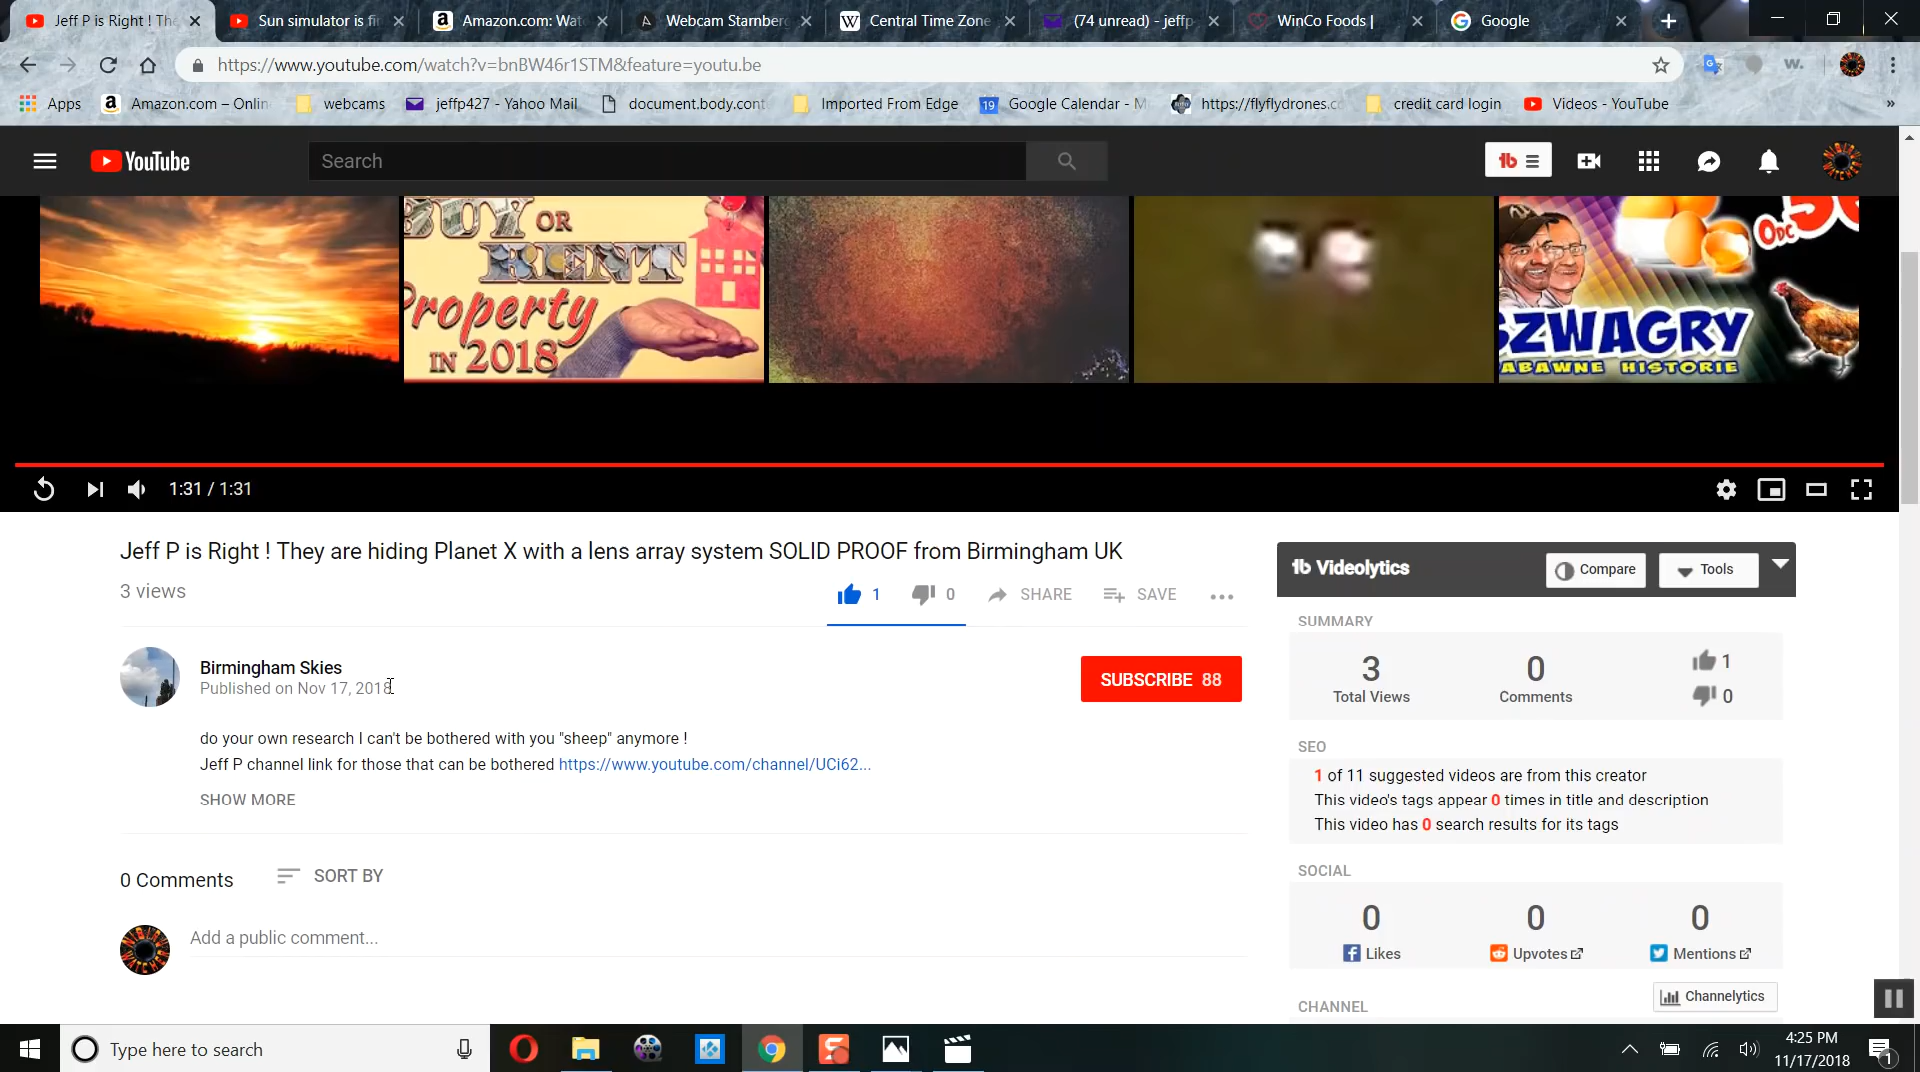 Jeff P is Right ! The
Sun simulator is fi
Amazon.com: Wat
Webcam Starnber
Central Time Zone
(74 unread) - jeffp
WinCo Foods |
Google
https://www.youtube.com/watch?v=bnBW46r1STM&feature=youtu.be
Apps
Amazon.com – Onlin
webcams
jeffp427 - Yahoo Mail
document.body.cont
Imported From Edge
19
Google Calendar - M
https://flyflydrones.co
credit card login
Videos - YouTube
»
YouTube
Search
BUY OR
RENT
Property
IN 2018
ODC
SZWAGRY
ABAWNE HISTORIE
1:31 / 1:31
Jeff P is Right ! They are hiding Planet X with a lens array system SOLID PROOF from Birmingham UK
3 views
1
0
SHARE
SAVE
Birmingham Skies
Published on Nov 17, 2018
SUBSCRIBE 88
do your own research I can't be bothered with you "sheep" anymore !
Jeff P channel link for those that can be bothered https://www.youtube.com/channel/UCi62...
SHOW MORE
0 Comments
SORT BY
Add a public comment...
Videolytics
Compare
Tools
SUMMARY
3
Total Views
0
Comments
1
0
SEO
1 of 11 suggested videos are from this creator
This video's tags appear 0 times in title and description
This video has 0 search results for its tags
SOCIAL
0
Likes
0
Upvotes
0
Mentions
CHANNEL
Channelytics
Type here to search
4:25 PM
11/17/2018
1